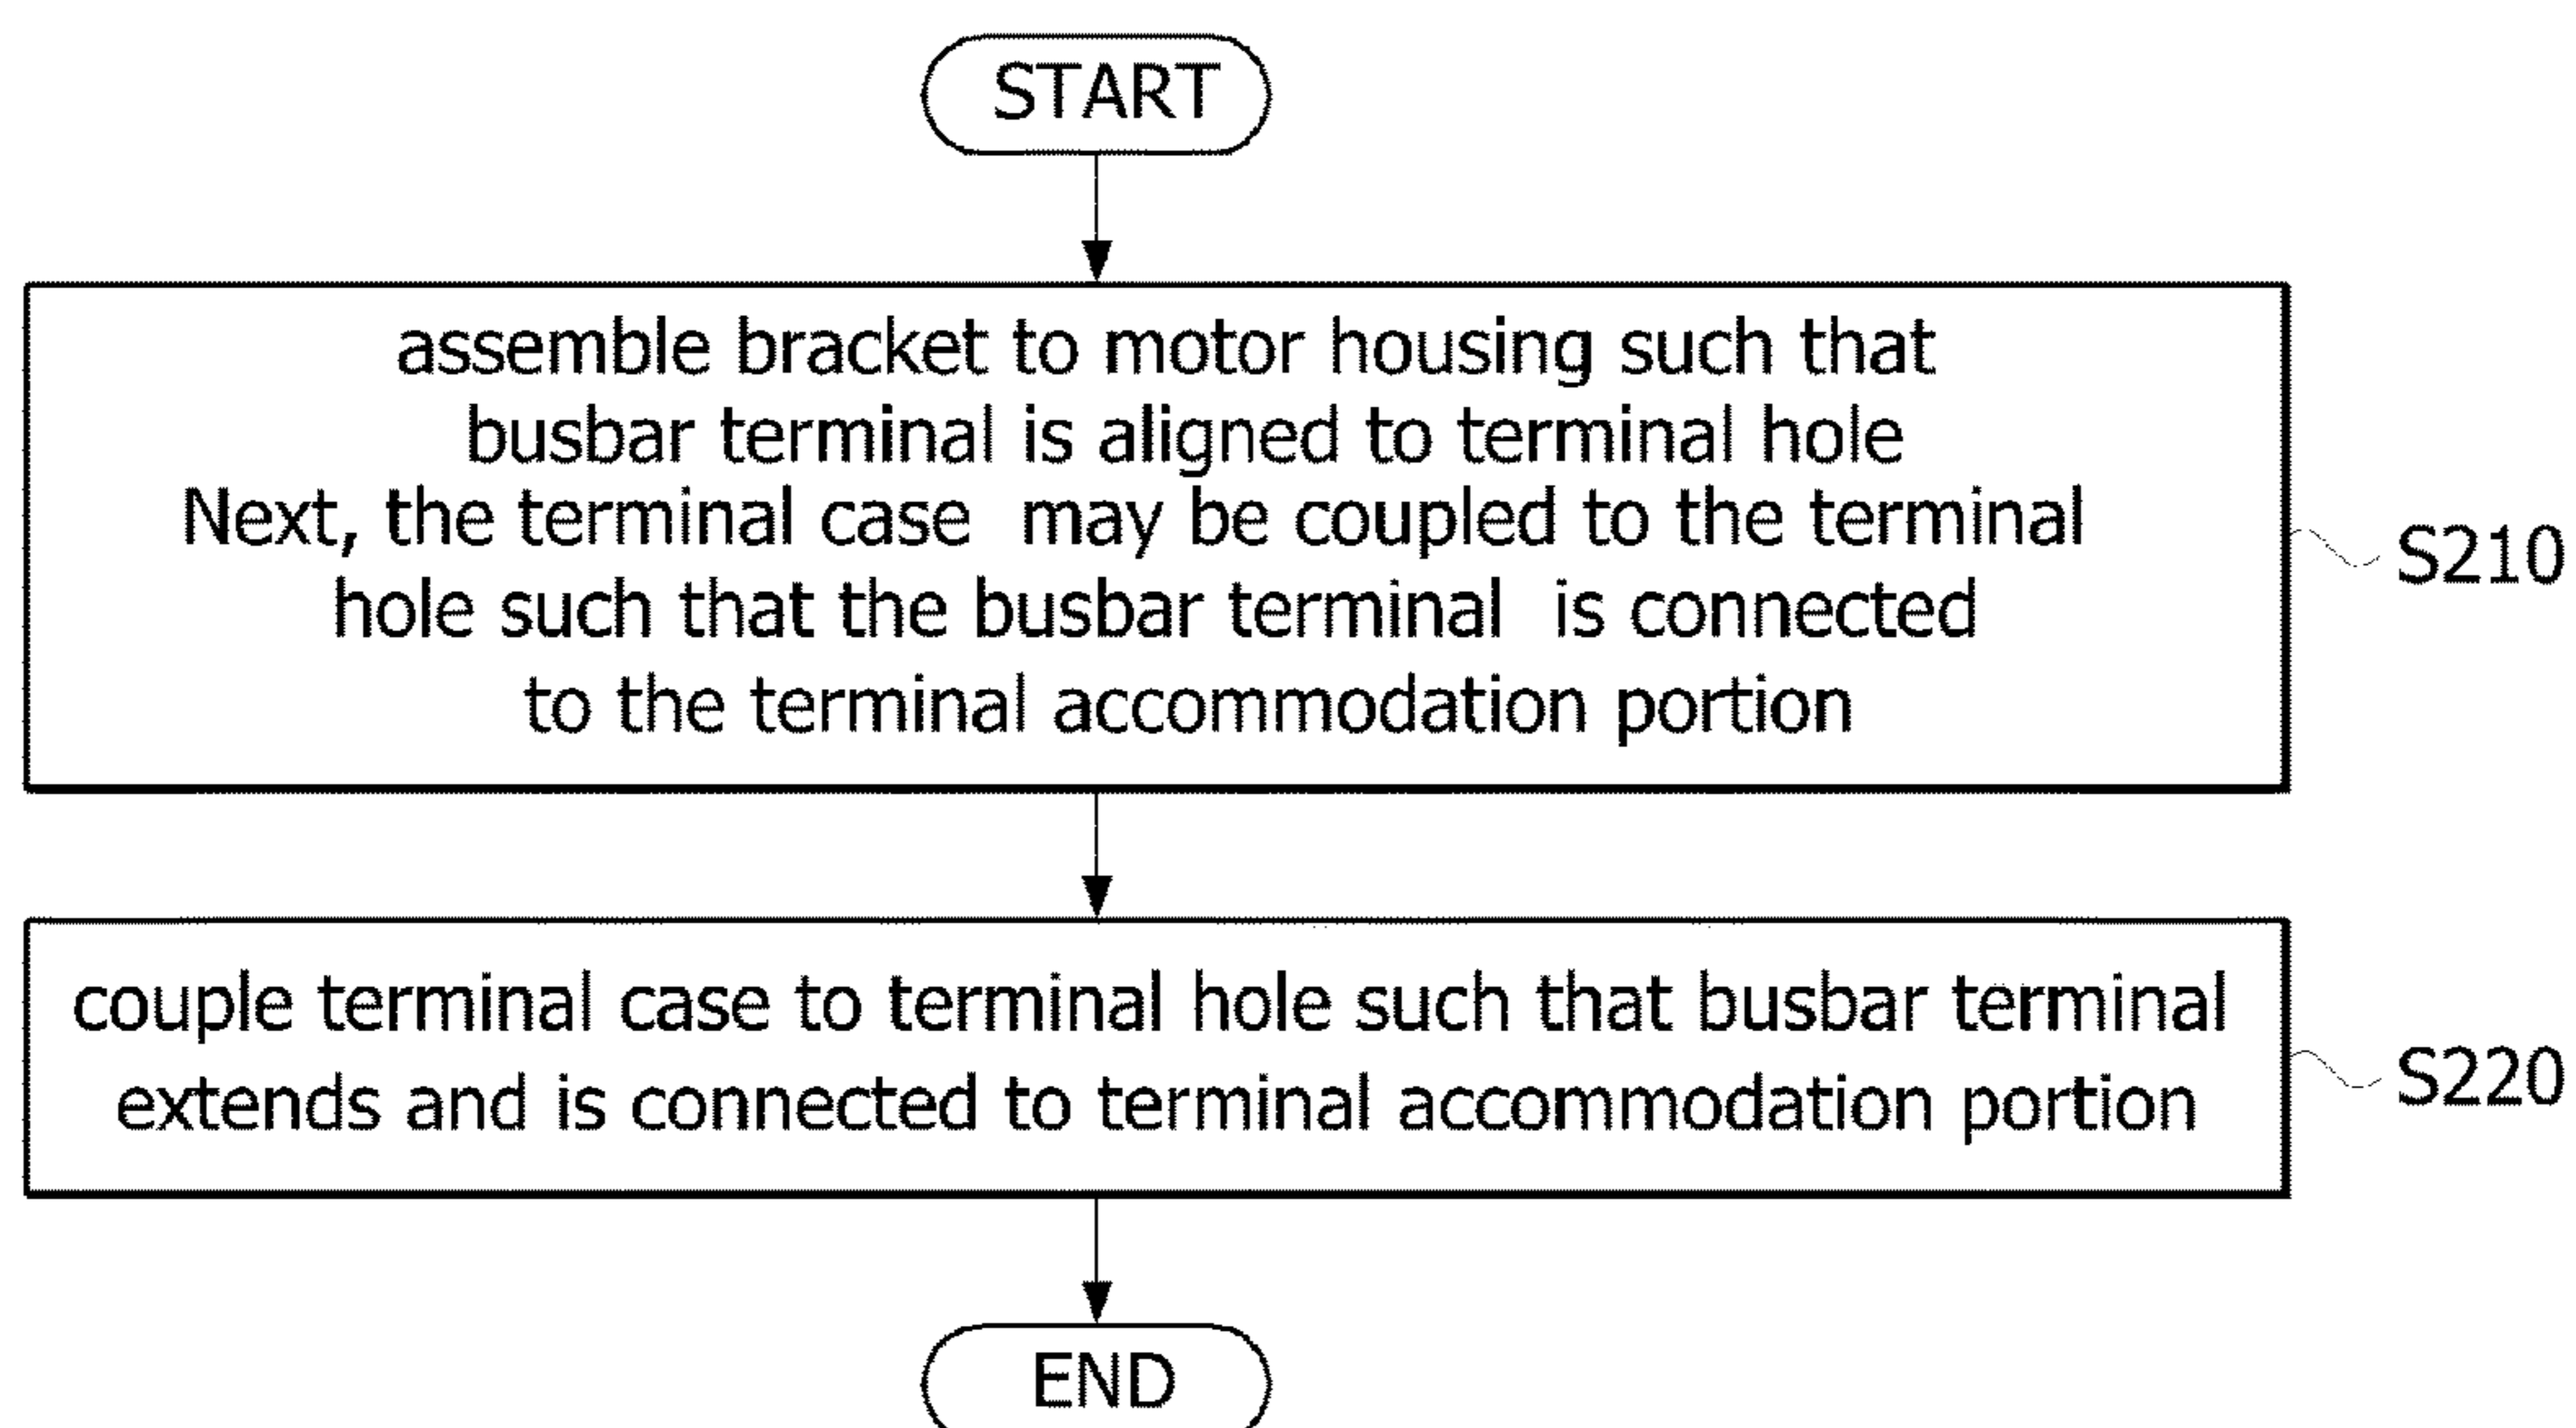 START
assemble bracket to motor housing such that
busbar terminal is aligned to terminal hole
Next, the terminal case may be coupled to the terminal
hole such that the busbar terminal is connected
to the terminal accommodation portion
S210
couple terminal case to terminal hole such that busbar terminal
extends and is connected to terminal accommodation portion
S220
END